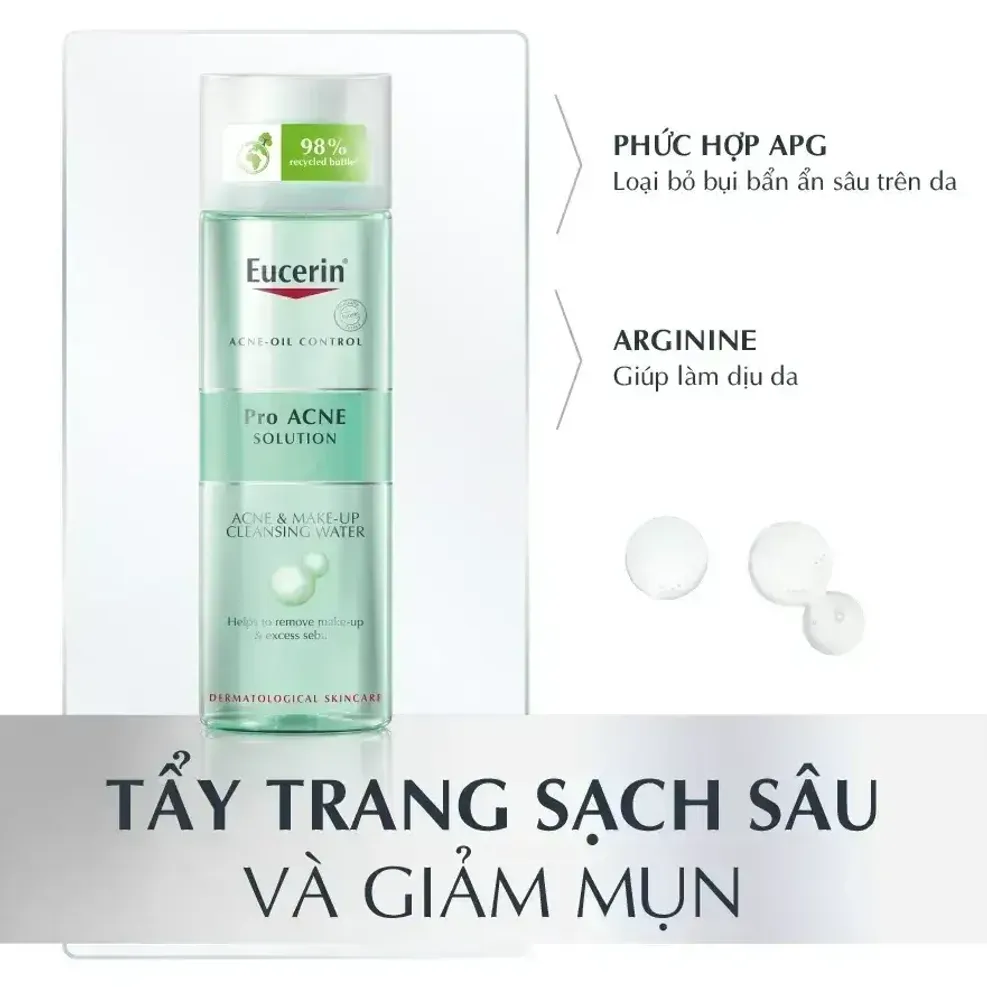 98%
recycled bottle*
Eucerin®
ACNE-OIL CONTROL
Pro ACNE
SOLUTION
ACNE & MAKE-UP
CLEANSING WATER
Helps to remove make-up
& excess
DERMATOLOGICAL SKINCARE
PHỨC HỢP APG
Loại bỏ bụi bẩn ẩn sâu trên da
ARGININE
Giúp làm dịu da
TẨY TRANG SẠCH SÂU
VÀ GIẢM MỤN